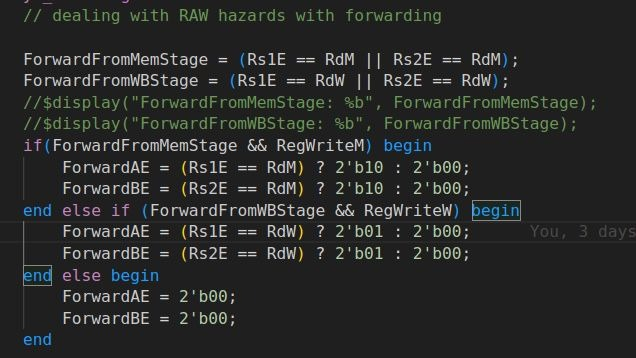 // dealing with RAW hazards with forwarding
ForwardFromMemStage = (Rs1E == RdM || Rs2E == RdM);
ForwardFromWBStage = (Rs1E == RdW || Rs2E == RdW);
//$display("ForwardFromMemStage: %b", ForwardFromMemStage);
//$display("ForwardFromWBStage: %b", ForwardFromWBStage);
if(ForwardFromMemStage && RegWriteM) begin
    ForwardAE = (Rs1E == RdM) ? 2'b10 : 2'b00;
    ForwardBE = (Rs2E == RdM) ? 2'b10 : 2'b00;
end else if (ForwardFromWBStage && RegWriteW) begin
    ForwardAE = (Rs1E == RdW) ? 2'b01 : 2'b00;      You, 3 days
    ForwardBE = (Rs2E == RdW) ? 2'b01 : 2'b00;
end else begin
    ForwardAE = 2'b00;
    ForwardBE = 2'b00;
end